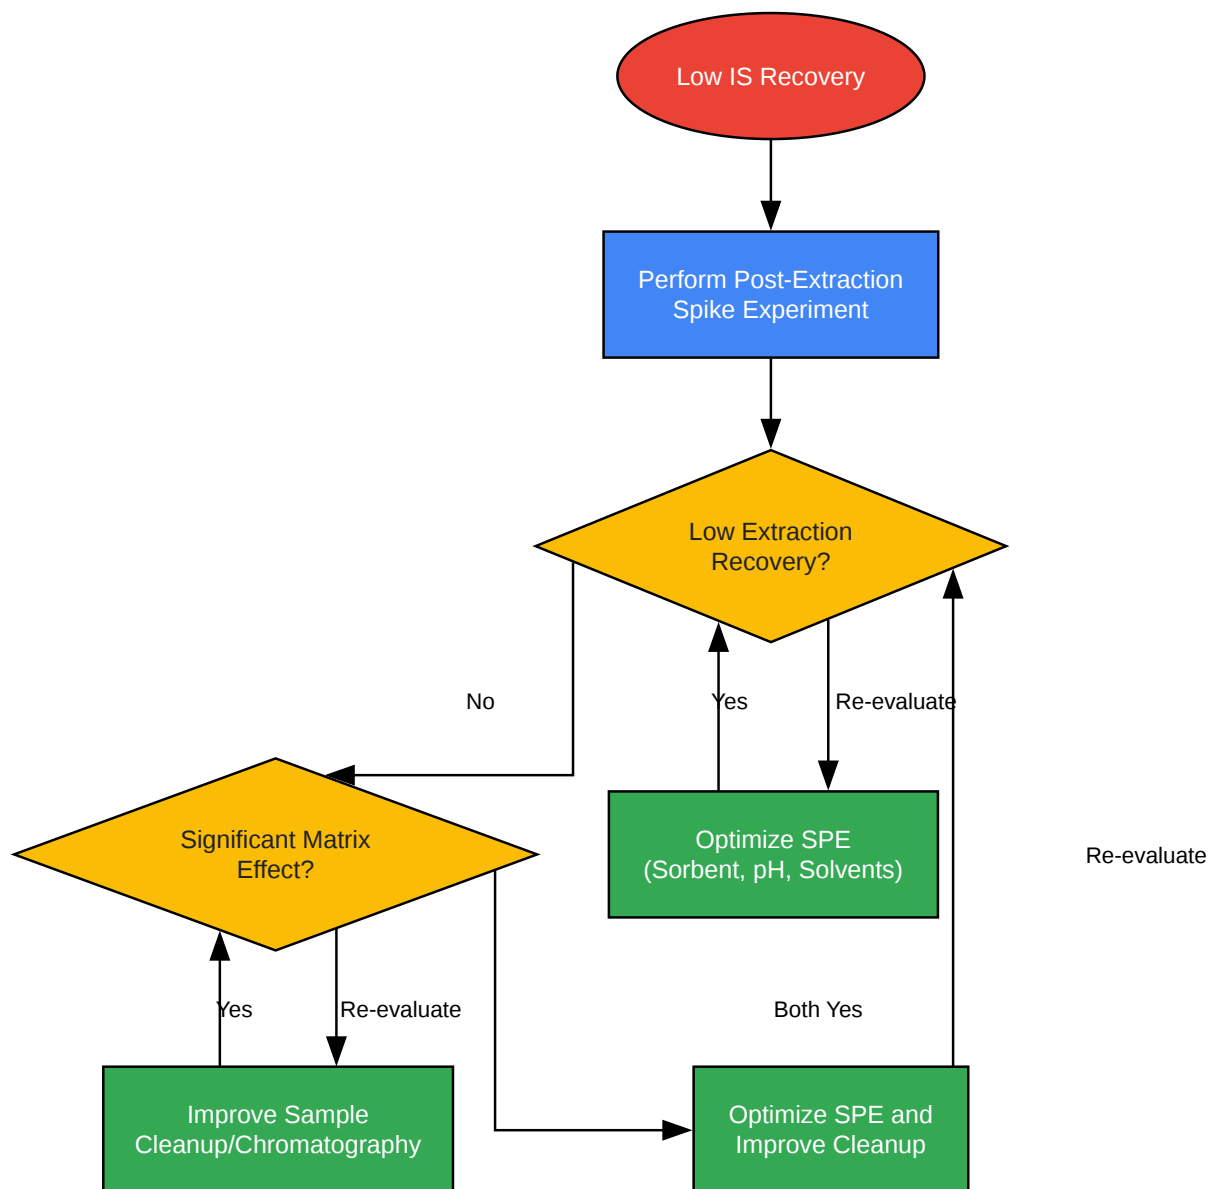 Low IS Recovery
Perform Post-Extraction
Spike Experiment
Low Extraction
Recovery?
No
Yes
Re-evaluate
Significant Matrix
Effect?
Optimize SPE
(Sorbent, pH, Solvents)
Re-evaluate
Yes
Re-evaluate
Both Yes
Improve Sample
Cleanup/Chromatography
Optimize SPE and
Improve Cleanup